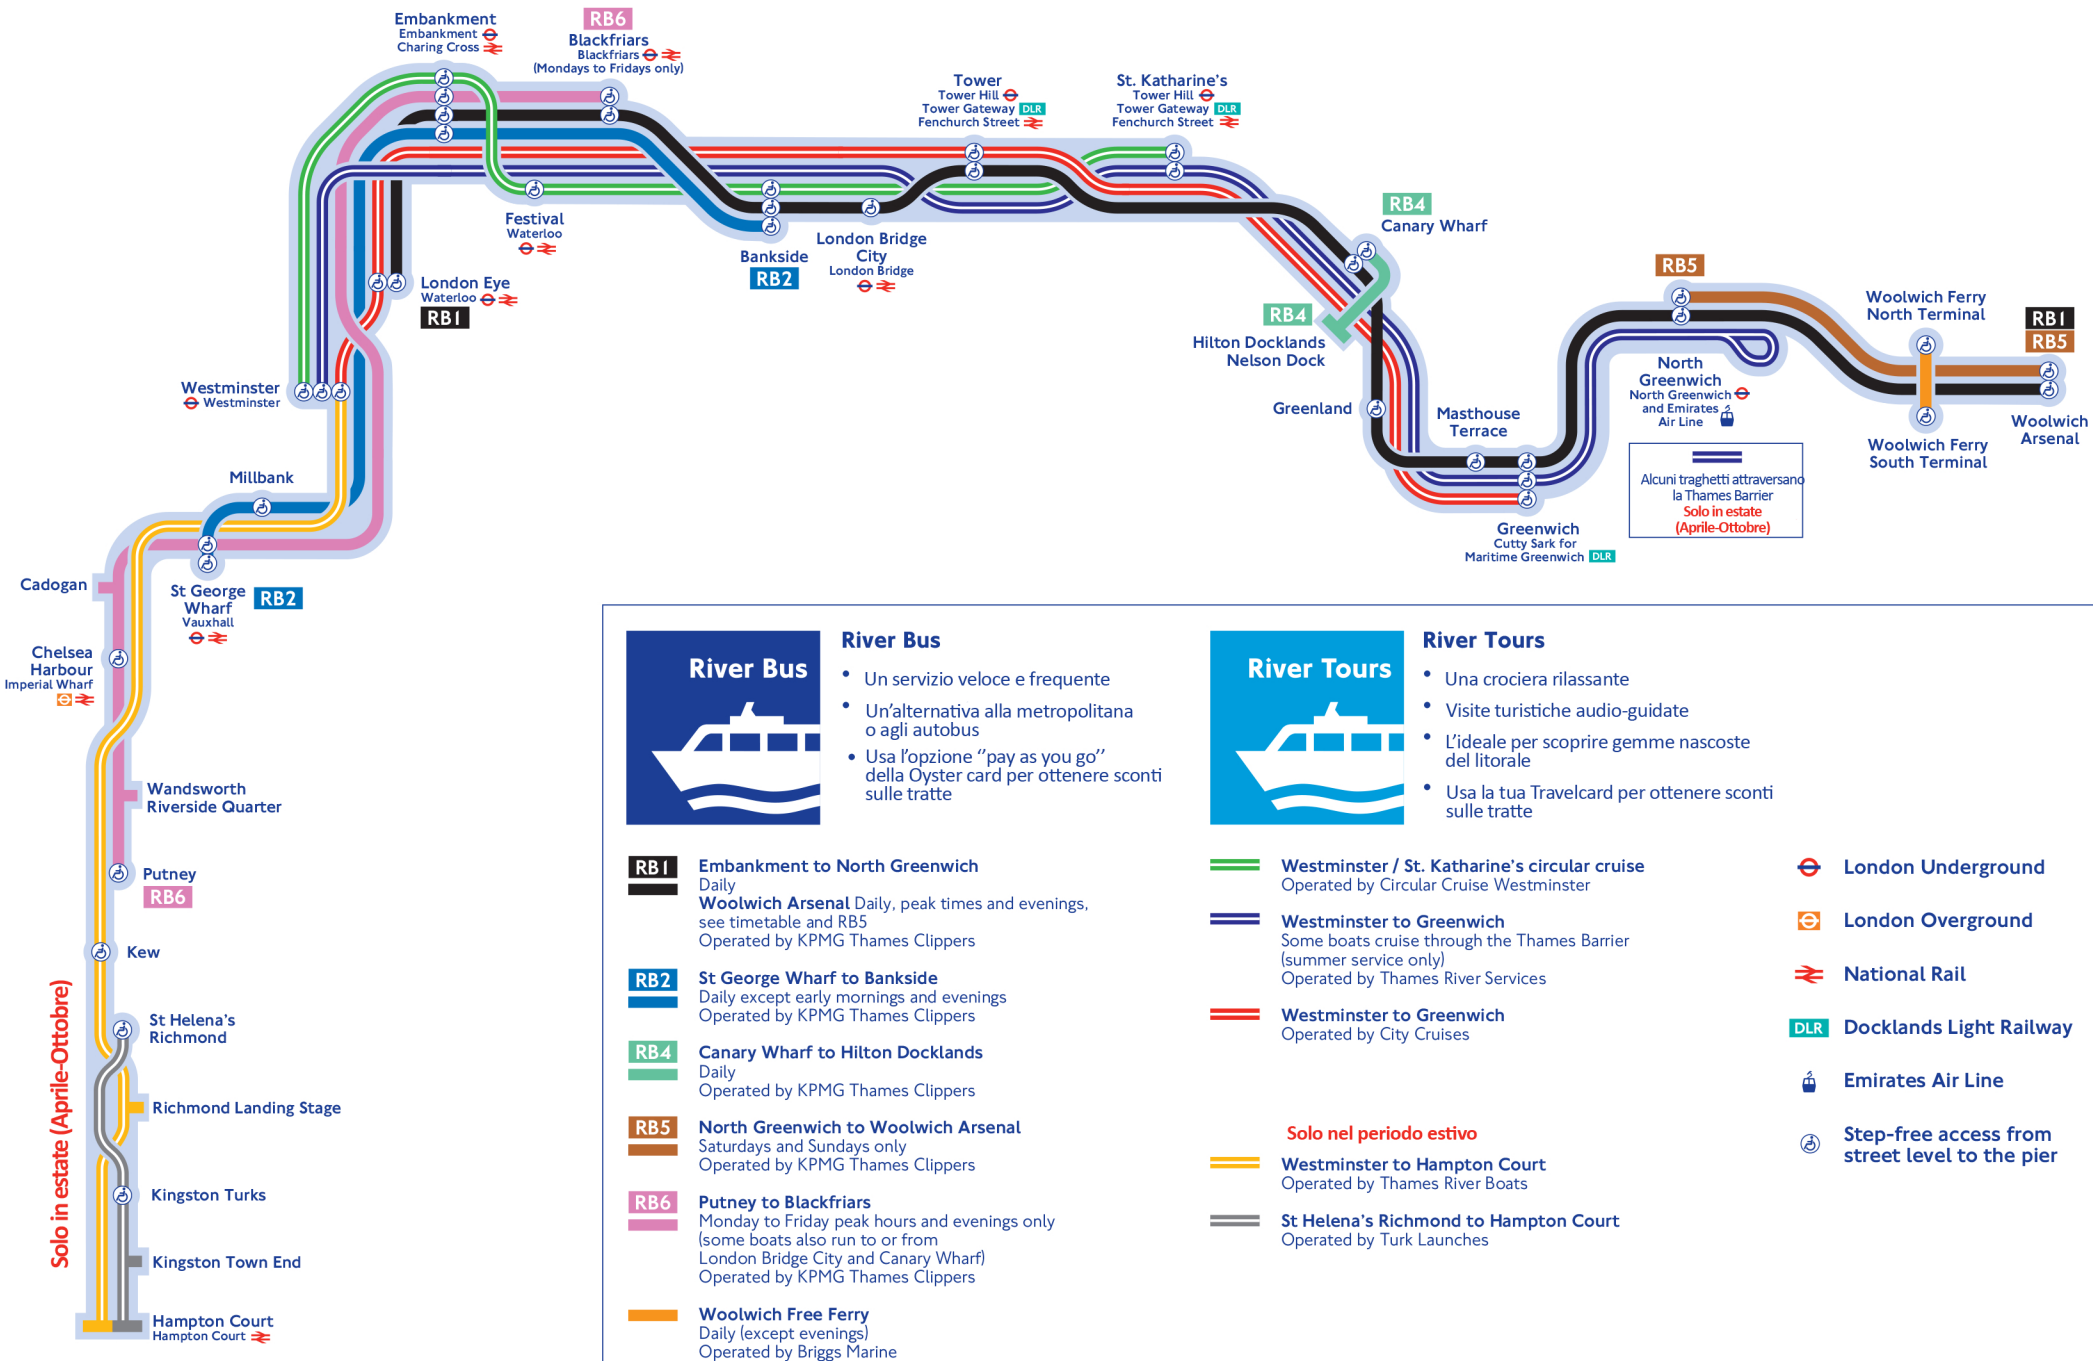 Embankment
Embankment
Charing Cross
RB6
Blackfriars
Blackfriars
(Mondays to Fridays only)
Tower
Tower Hill
Tower Gateway DLR
Fenchurch Street
St. Katharine's
Tower Hill
Tower Gateway DLR
Fenchurch Street
Festival
Waterloo
London Eye
Waterloo
RB1
Bankside
RB2
London Bridge
City
London Bridge
RB4
Canary Wharf
RB4
Hilton Docklands
Nelson Dock
Greenland
Masthouse
Terrace
Greenwich
Cutty Sark for
Maritime Greenwich DLR
RB5
North
Greenwich
North Greenwich
and Emirates
Air Line
Alcuni traghetti attraversano
la Thames Barrier
Solo in estate
(Aprile-Ottobre)
Woolwich Ferry
North Terminal
Woolwich Ferry
South Terminal
RB1
RB5
Woolwich
Arsenal
Westminster
Westminster
Millbank
St George
Wharf
Vauxhall
RB2
Cadogan
Chelsea
Harbour
Imperial Wharf
Wandsworth
Riverside Quarter
Putney
RB6
Kew
St Helena's
Richmond
Richmond Landing Stage
Kingston Turks
Kingston Town End
Hampton Court
Hampton Court
Solo in estate (Aprile-Ottobre)
River Bus
River Bus
• Un servizio veloce e frequente
• Un'alternativa alla metropolitana
o agli autobus
• Usa l'opzione ‘‘pay as you go’’
della Oyster card per ottenere sconti
sulle tratte
RB1 Embankment to North Greenwich
Daily
Woolwich Arsenal Daily, peak times and evenings,
see timetable and RB5
Operated by KPMG Thames Clippers
RB2 St George Wharf to Bankside
Daily except early mornings and evenings
Operated by KPMG Thames Clippers
RB4 Canary Wharf to Hilton Docklands
Daily
Operated by KPMG Thames Clippers
RB5 North Greenwich to Woolwich Arsenal
Saturdays and Sundays only
Operated by KPMG Thames Clippers
RB6 Putney to Blackfriars
Monday to Friday peak hours and evenings only
(some boats also run to or from
London Bridge City and Canary Wharf)
Operated by KPMG Thames Clippers
Woolwich Free Ferry
Daily (except evenings)
Operated by Briggs Marine
River Tours
River Tours
• Una crociera rilassante
• Visite turistiche audio-guidate
• L'ideale per scoprire gemme nascoste
del litorale
• Usa la tua Travelcard per ottenere sconti
sulle tratte
Westminster / St. Katharine's circular cruise
Operated by Circular Cruise Westminster
Westminster to Greenwich
Some boats cruise through the Thames Barrier
(summer service only)
Operated by Thames River Services
Westminster to Greenwich
Operated by City Cruises
Solo nel periodo estivo
Westminster to Hampton Court
Operated by Thames River Boats
St Helena's Richmond to Hampton Court
Operated by Turk Launches
London Underground
London Overground
National Rail
DLR Docklands Light Railway
Emirates Air Line
Step-free access from
street level to the pier